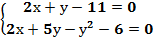 2x + y − 11 = 0
2x + 5y − y² − 6 = 0